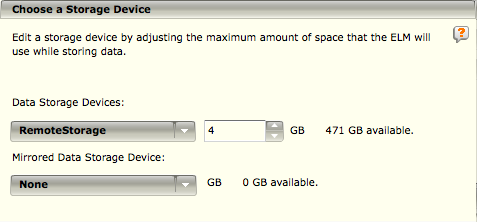 Choose a Storage Device
Edit a storage device by adjusting the maximum amount of space that the ELM will
use while storing data.
?
Data Storage Devices:
RemoteStorage 4 GB 471 GB available.
Mirrored Data Storage Device:
None GB 0 GB available.